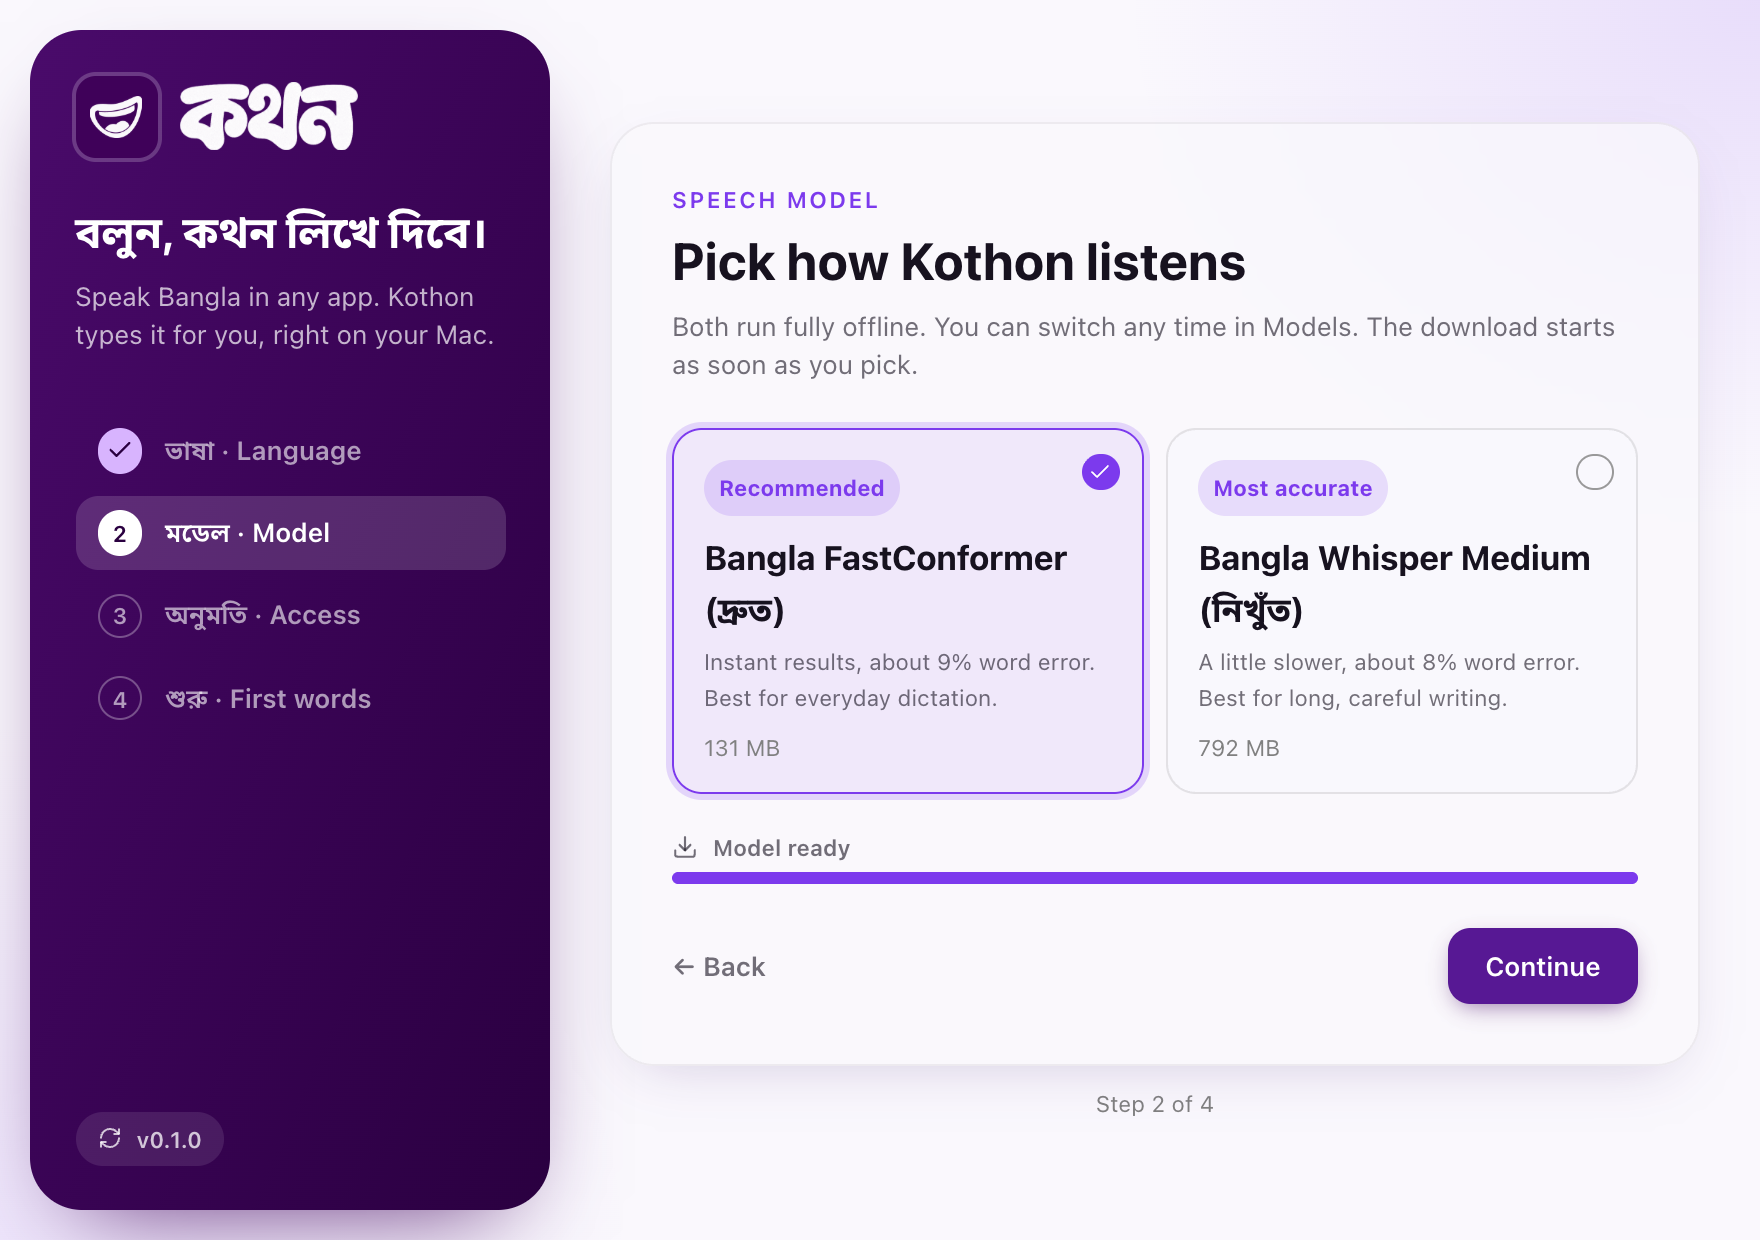 কথন
বলুন, কথন লিখে দিবে।
Speak Bangla in any app. Kothon
types it for you, right on your Mac.
ভাষা · Language
2 মডেল · Model
3 অনুমতি · Access
4 শুরু · First words
v0.1.0
SPEECH MODEL
Pick how Kothon listens
Both run fully offline. You can switch any time in Models. The download starts
as soon as you pick.
Recommended
Bangla FastConformer
(দ্রুত)
Instant results, about 9% word error.
Best for everyday dictation.
131 MB
Most accurate
Bangla Whisper Medium
(নিখুঁত)
A little slower, about 8% word error.
Best for long, careful writing.
792 MB
Model ready
← Back
Continue
Step 2 of 4